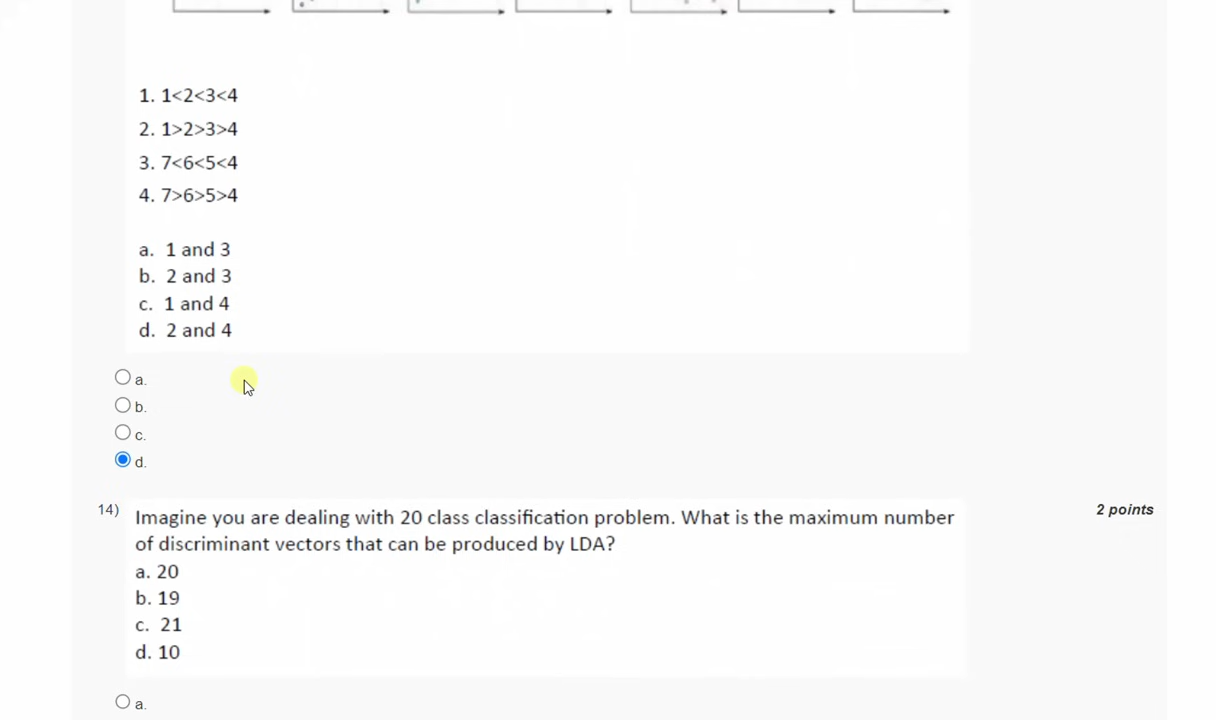 1. 1<2<3<4
2. 1>2>3>4
3. 7<6<5<4
4. 7>6>5>4
a. 1 and 3
b. 2 and 3
c. 1 and 4
d. 2 and 4
a.
b.
c.
d.
14) Imagine you are dealing with 20 class classification problem. What is the maximum number 2 points
of discriminant vectors that can be produced by LDA?
a. 20
b. 19
c. 21
d. 10
a.